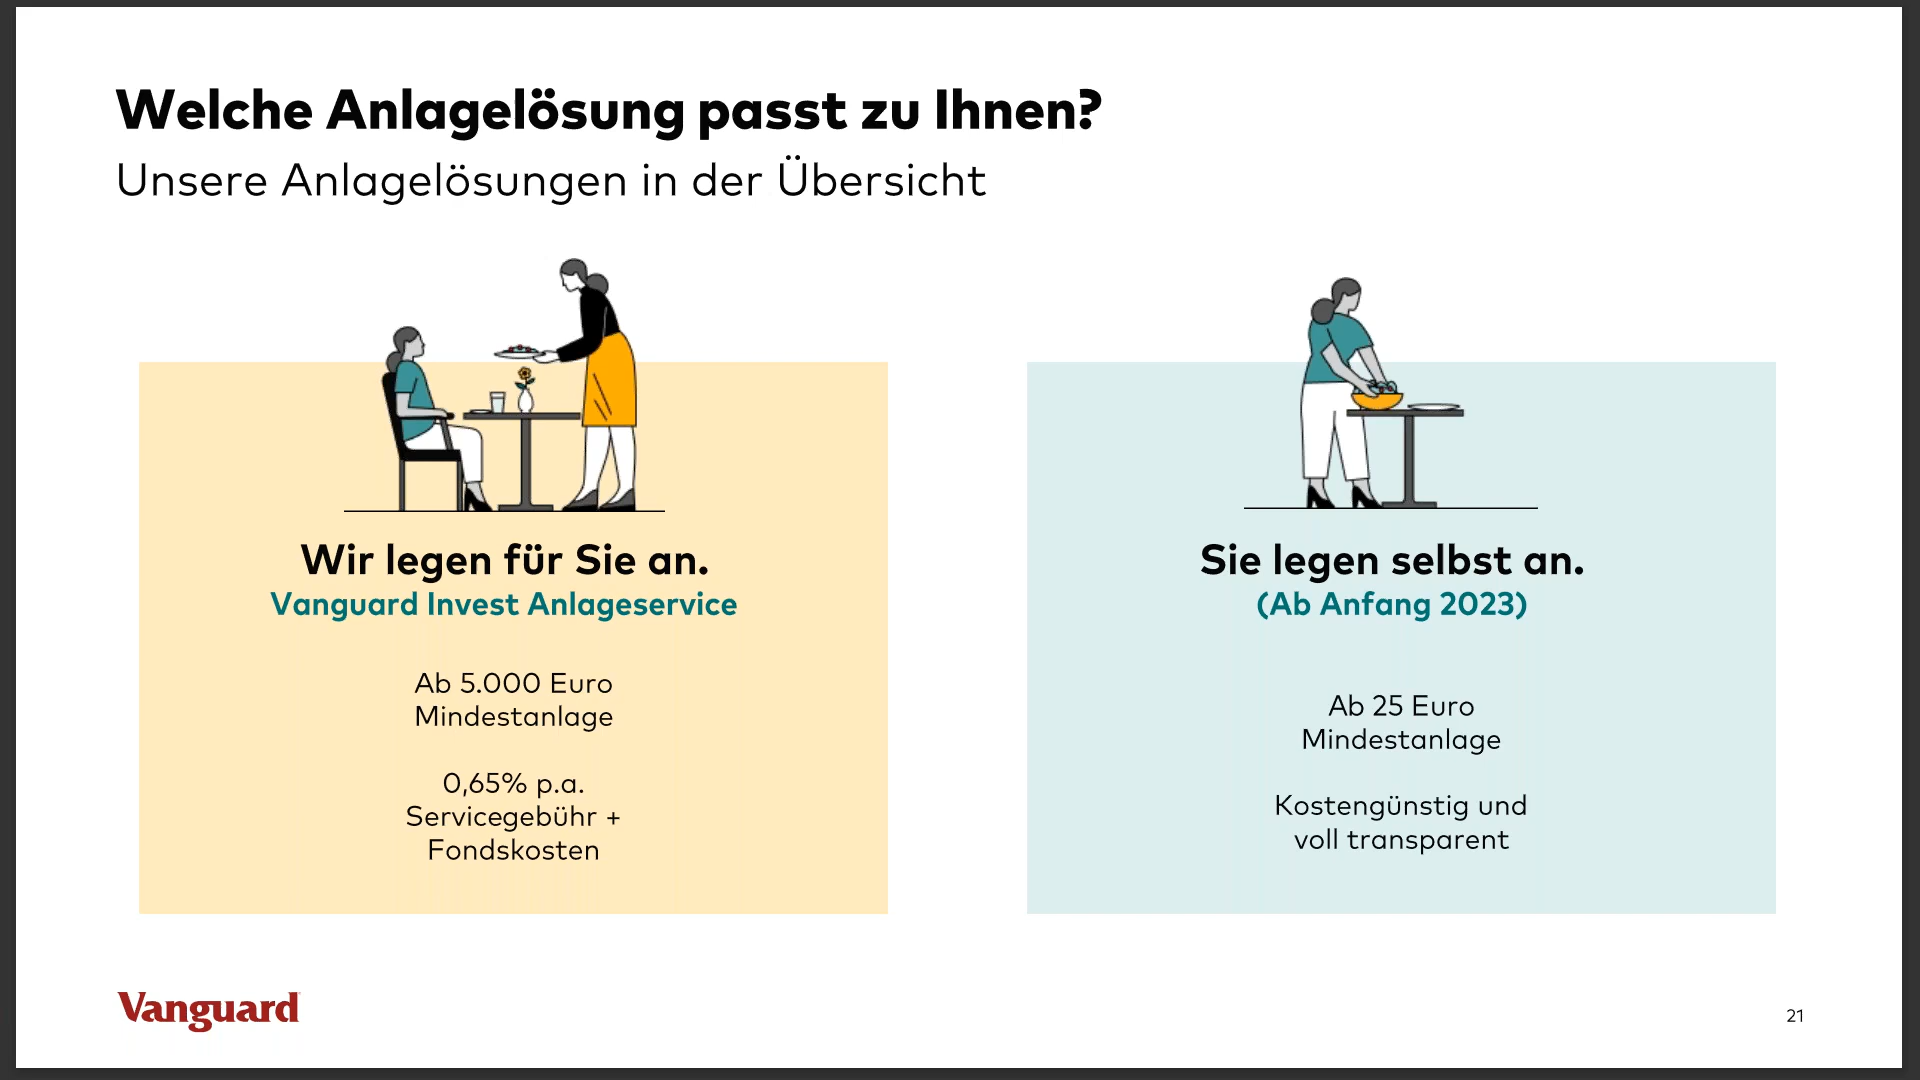 Welche Anlagelösung passt zu Ihnen?
Unsere Anlagelösungen in der Übersicht
Wir legen für Sie an.
Vanguard Invest Anlageservice
Ab 5.000 Euro
Mindestanlage
0,65% p.a.
Servicegebühr +
Fondskosten
Sie legen selbst an.
(Ab Anfang 2023)
Ab 25 Euro
Mindestanlage
Kostengünstig und
voll transparent
Vanguard
21